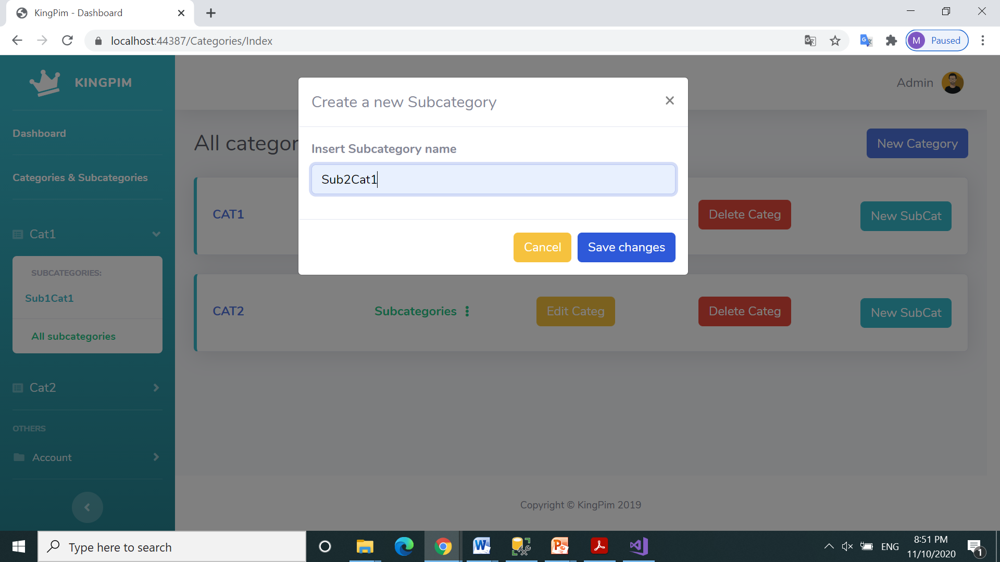 KingPim - Dashboard
localhost:44387/Categories/Index
M Paused
KINGPIM
Admin
Dashboard
Categories & Subcategories
Cat1
SUBCATEGORIES:
Sub1Cat1
All subcategories
Cat2
OTHERS
Account
All categor
New Category
Create a new Subcategory
Insert Subcategory name
Sub2Cat1
Cancel
Save changes
CAT1
Delete Categ
New SubCat
CAT2
Subcategories
Edit Categ
Delete Categ
New SubCat
Copyright © KingPim 2019
Type here to search
ENG
8:51 PM
11/10/2020
1